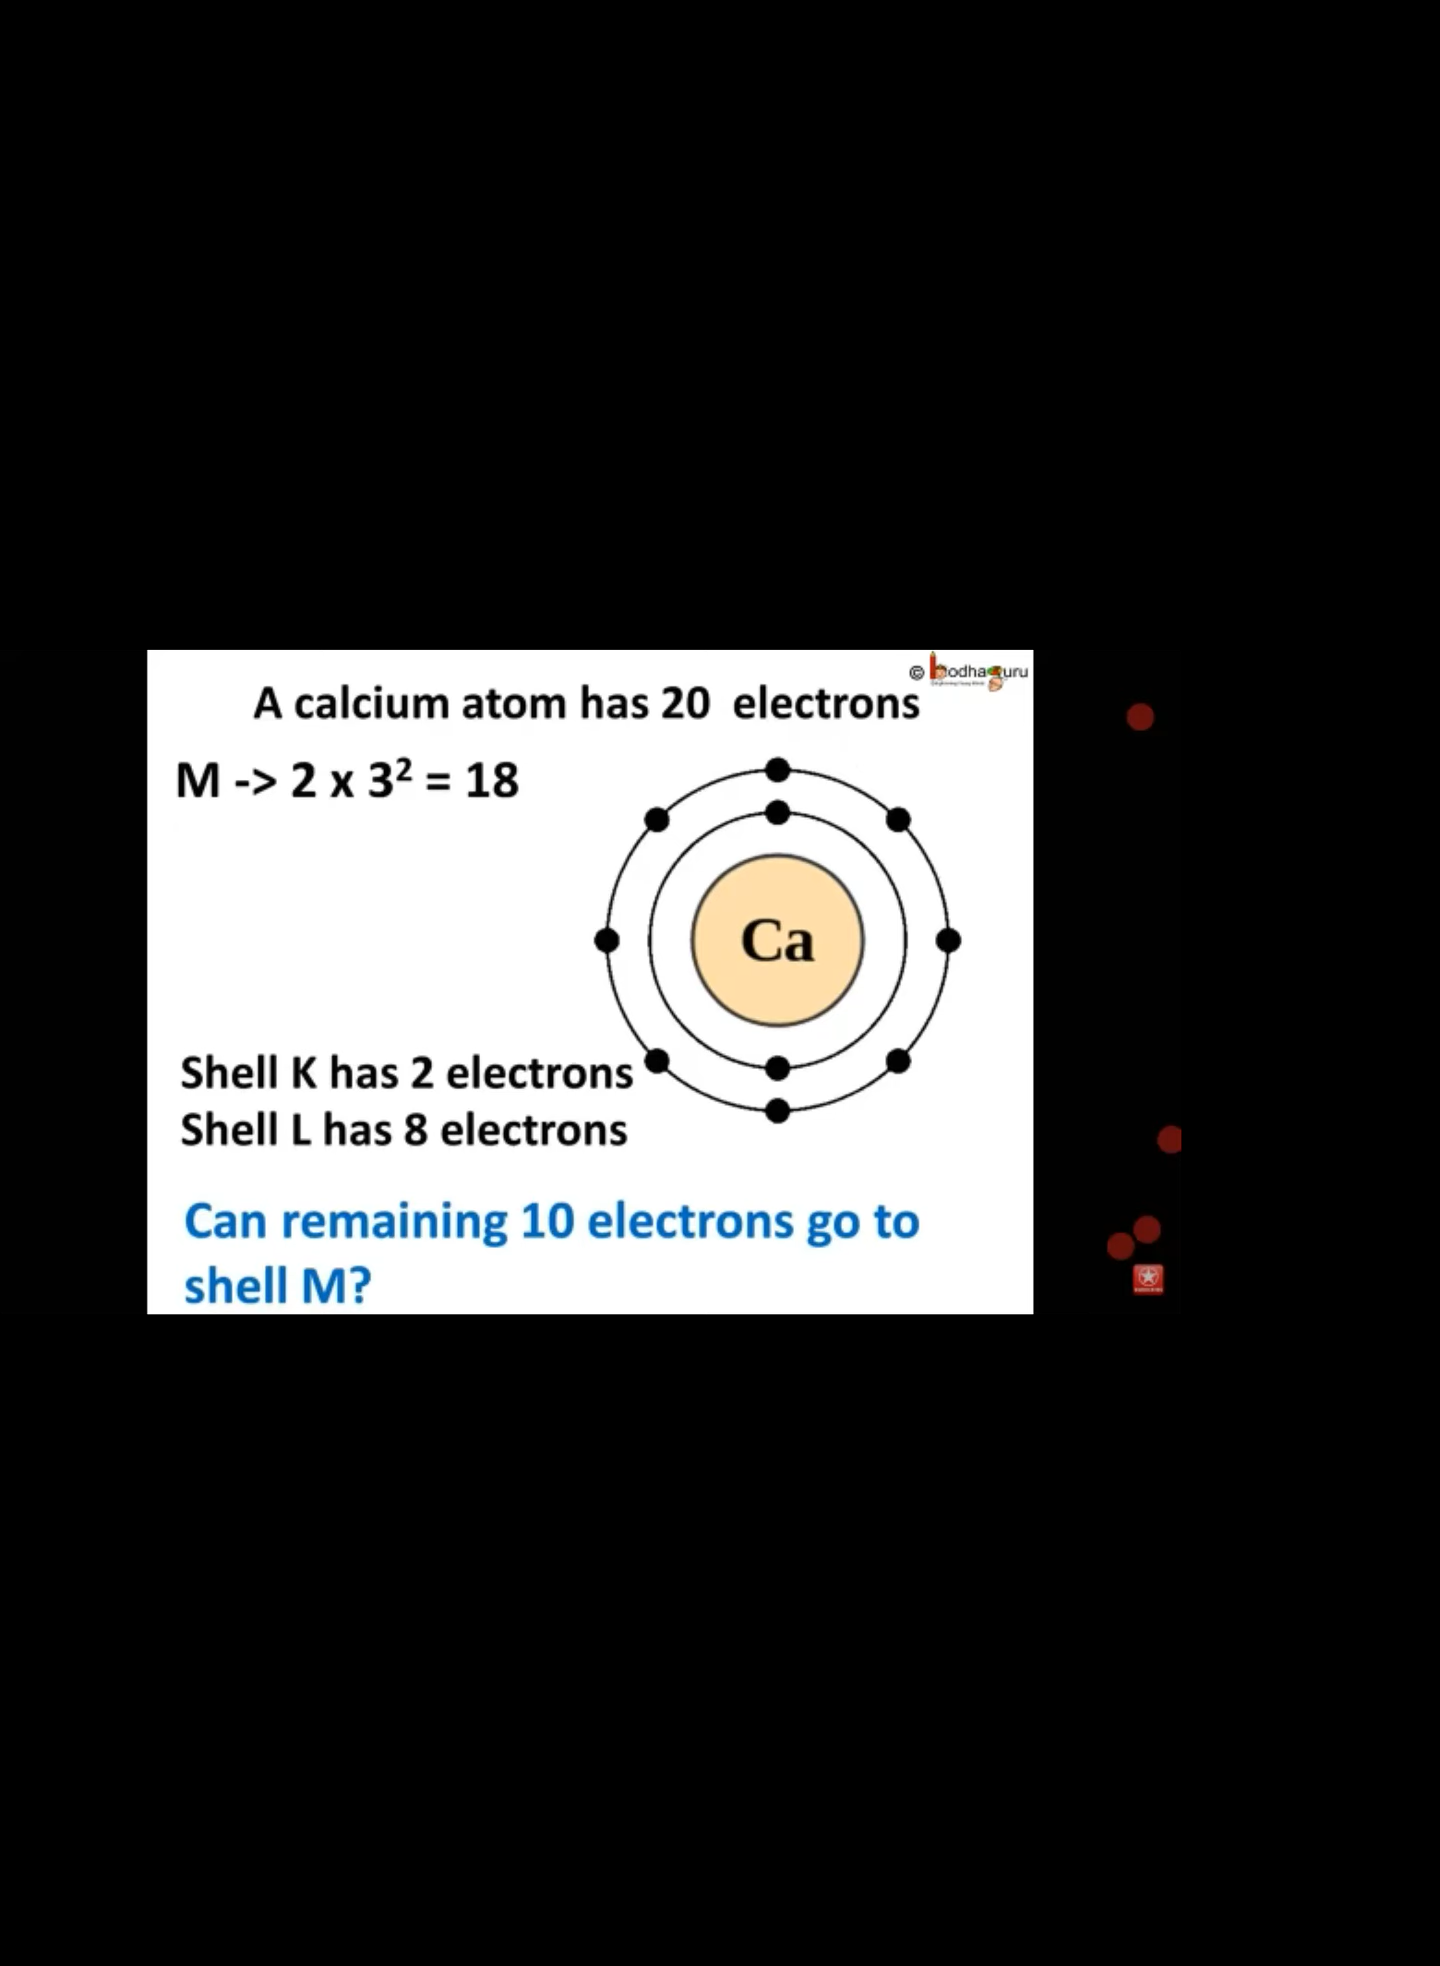 © bodhaguru
A calcium atom has 20 electrons
M -> 2 x 3² = 18
Ca
Shell K has 2 electrons
Shell L has 8 electrons
Can remaining 10 electrons go to
shell M?